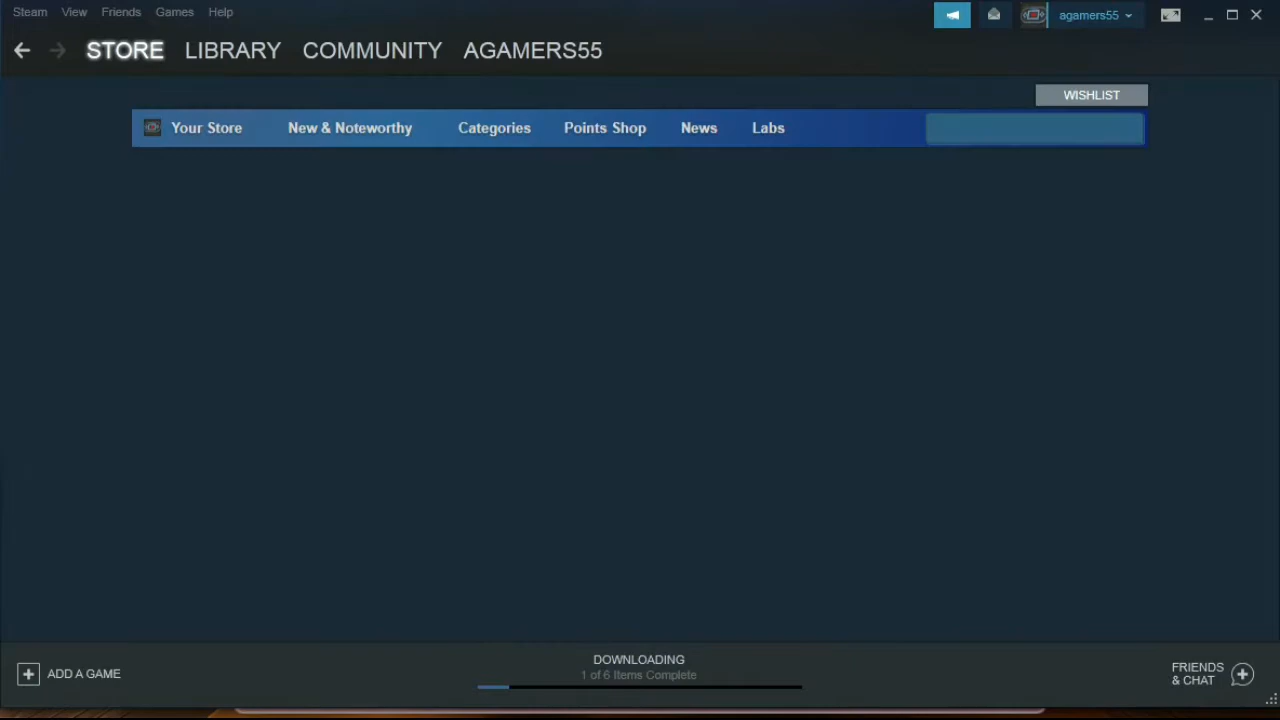 Steam View Friends Games Help
agamers55
STORE LIBRARY COMMUNITY AGAMERS55
WISHLIST
Your Store New & Noteworthy Categories Points Shop News Labs
ADD A GAME
DOWNLOADING
1 of 6 Items Complete
FRIENDS
& CHAT